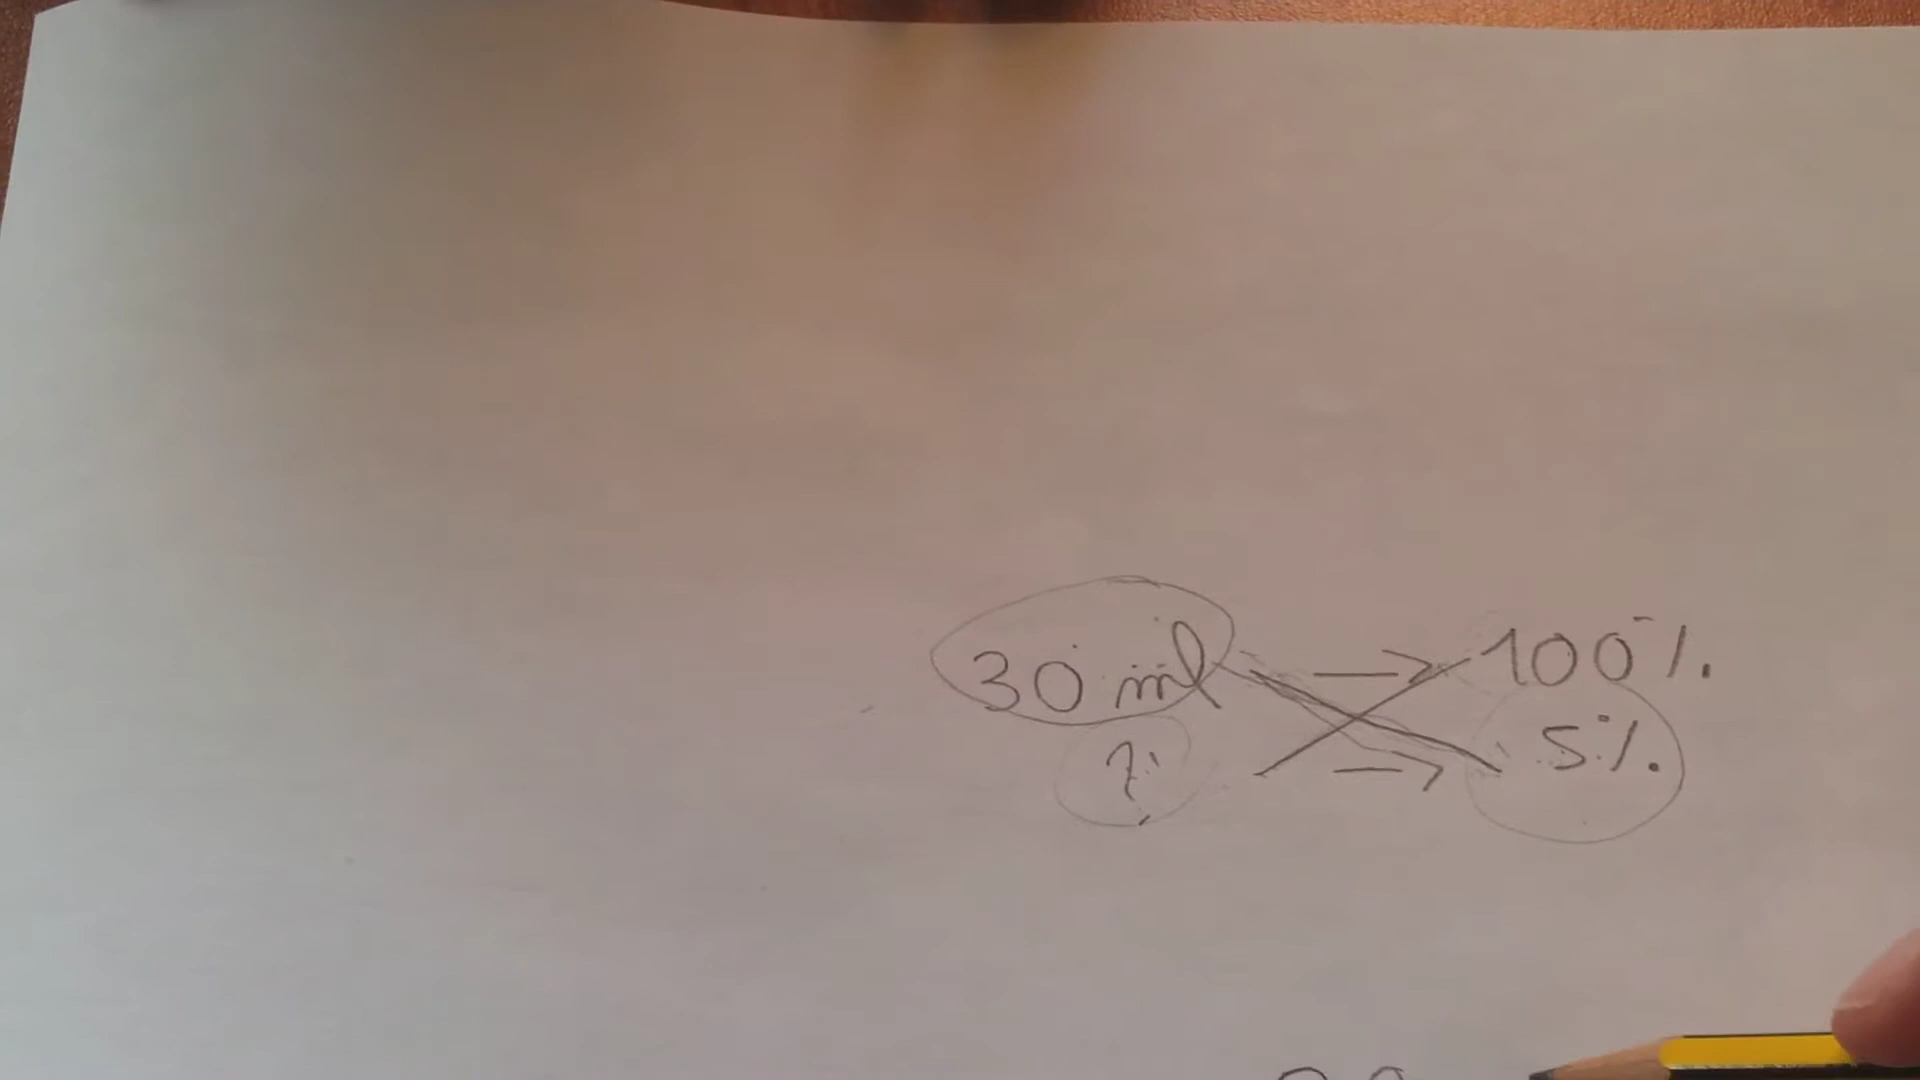 30 ml → 100%
? → 5%